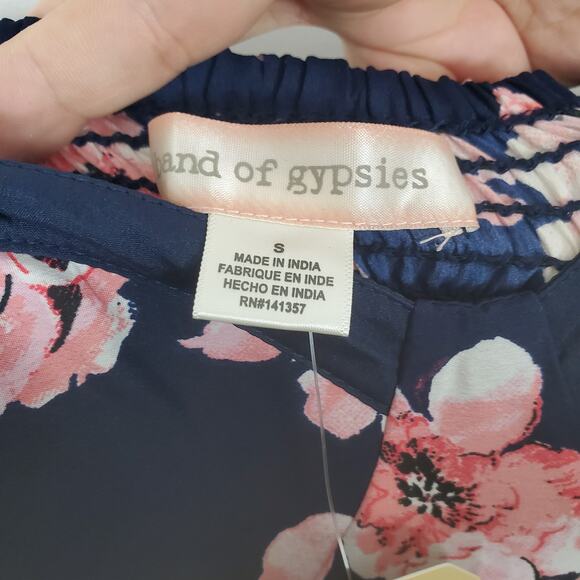 band of gypsies
S
MADE IN INDIA
FABRIQUE EN INDE
HECHO EN INDIA
RN#141357